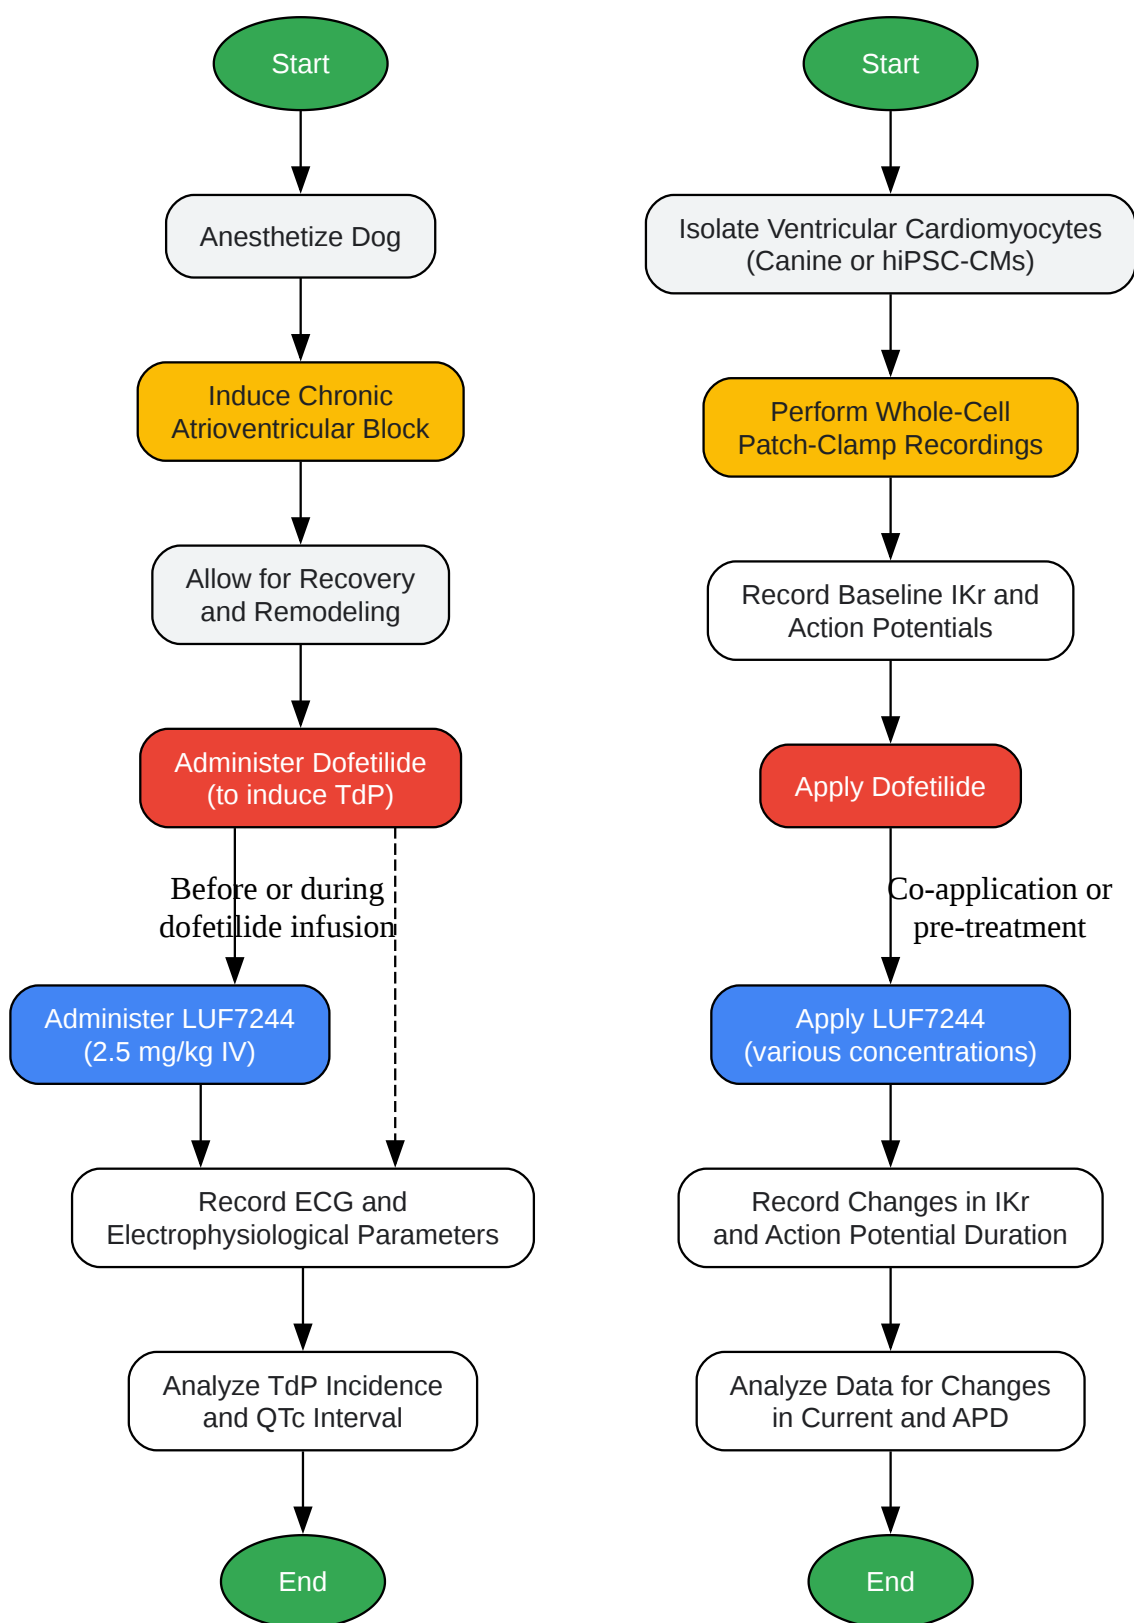 Start
Anesthetize Dog
Induce Chronic
Atrioventricular Block
Allow for Recovery
and Remodeling
Administer Dofetilide
(to induce TdP)
Before or during
dofetilide infusion
Administer LUF7244
(2.5 mg/kg IV)
Record ECG and
Electrophysiological Parameters
Analyze TdP Incidence
and QTc Interval
End
Start
Isolate Ventricular Cardiomyocytes
(Canine or hiPSC-CMs)
Perform Whole-Cell
Patch-Clamp Recordings
Record Baseline IKr and
Action Potentials
Apply Dofetilide
Co-application or
pre-treatment
Apply LUF7244
(various concentrations)
Record Changes in IKr
and Action Potential Duration
Analyze Data for Changes
in Current and APD
End